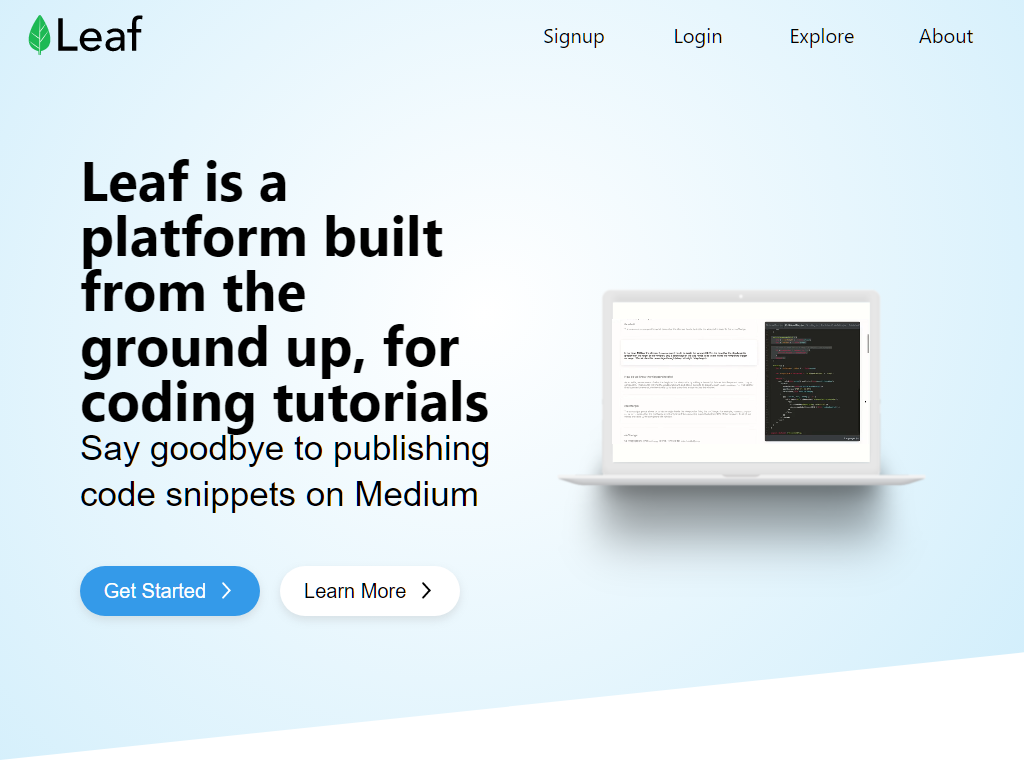 Leaf
Signup
Login
Explore
About
Leaf is a
platform built
from the
ground up, for
coding tutorials
Say goodbye to publishing
code snippets on Medium
Get Started
Learn More